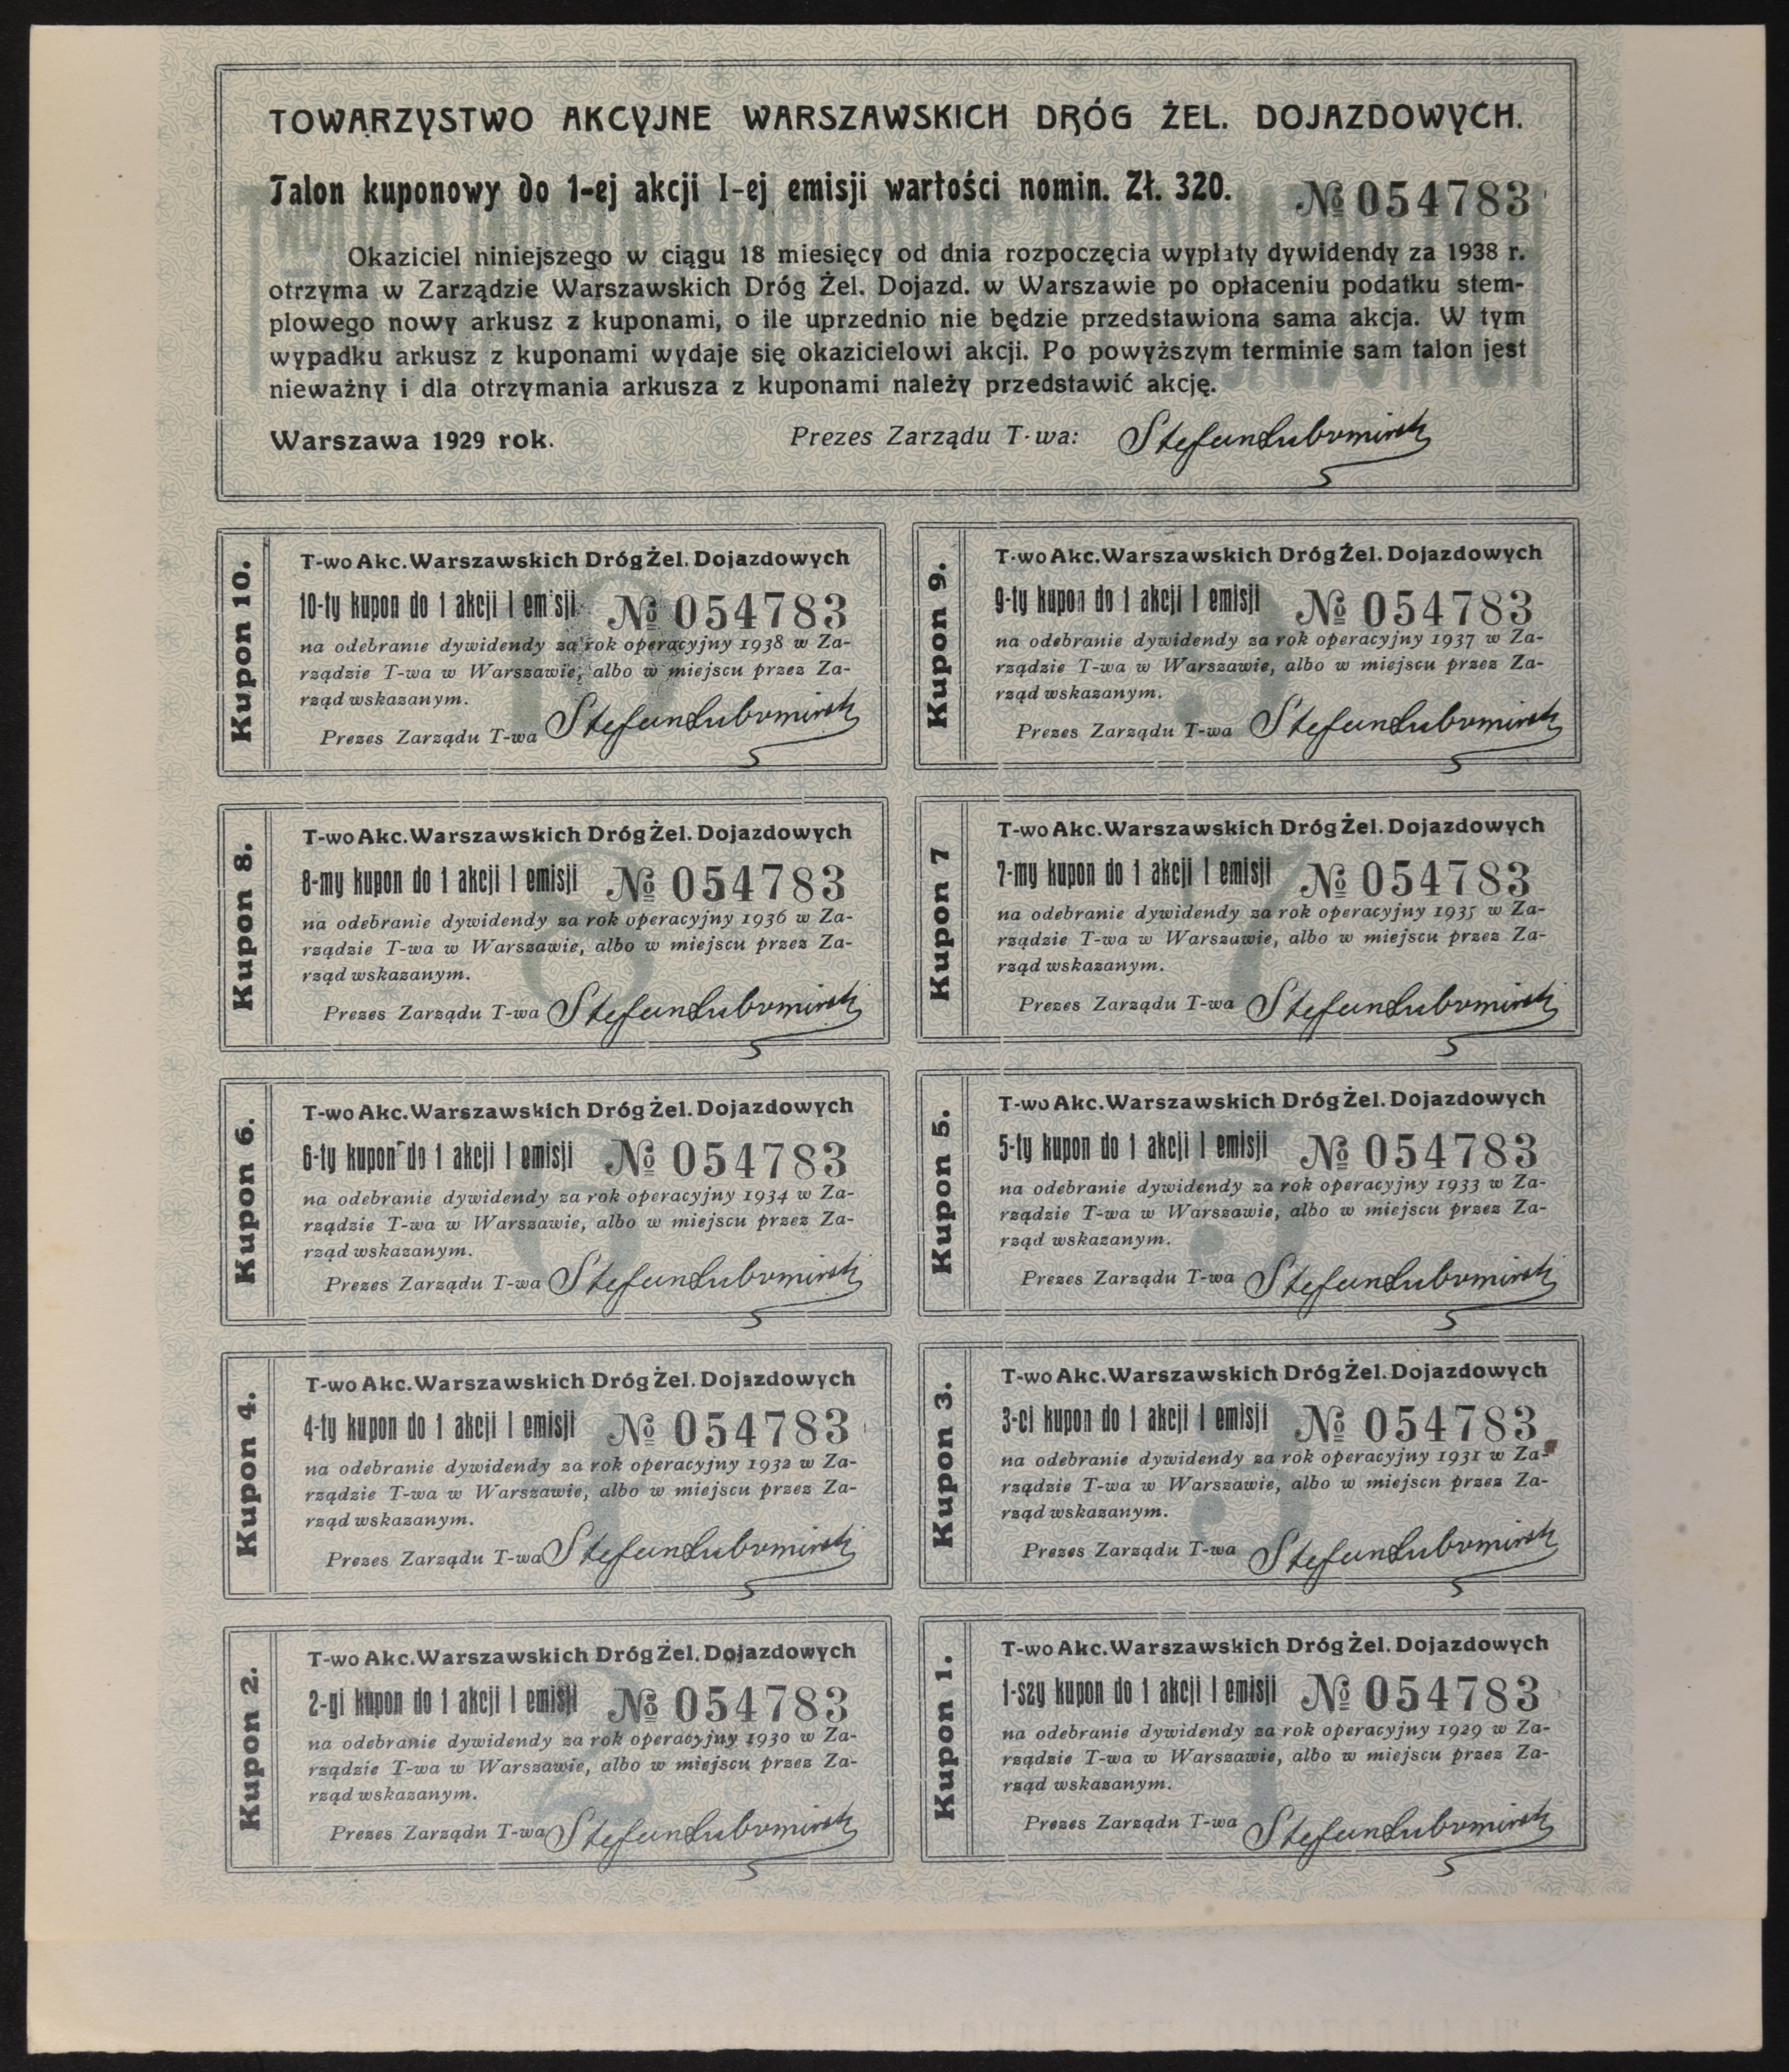 TOWARZYSTWO AKCYJNE WARSZAWSKICH DRÓG ŻEL. DOJAZDOWYCH.
Talon kuponowy do 1-ej akcji I-ej emisji wartości nomin. Zł. 320. № 054783
Okaziciel niniejszego w ciągu 18 miesięcy od dnia rozpoczęcia wypłaty dywidendy za 1938 r.
otrzyma w Zarządzie Warszawskich Dróg Żel. Dojazd. w Warszawie po opłaceniu podatku stem-
plowego nowy arkusz z kuponami, o ile uprzednio nie będzie przedstawiona sama akcja. W tym
wypadku arkusz z kuponami wydaje się okazicielowi akcji. Po powyższym terminie sam talon jest
nieważny i dla otrzymania arkusza z kuponami należy przedstawić akcję.
Warszawa 1929 rok. Prezes Zarządu T-wa: Stefan Lubomirski
Kupon 10.
T-wo Akc. Warszawskich Dróg Żel. Dojazdowych
10-ty kupon do 1 akcji I emisji № 054783
na odebranie dywidendy za rok operacyjny 1938 w Za-
rządzie T-wa w Warszawie, albo w miejscu przez Za-
rząd wskazanym.
Prezes Zarządu T-wa Stefan Lubomirski
Kupon 9.
T-wo Akc. Warszawskich Dróg Żel. Dojazdowych
9-ty kupon do 1 akcji I emisji № 054783
na odebranie dywidendy za rok operacyjny 1937 w Za-
rządzie T-wa w Warszawie, albo w miejscu przez Za-
rząd wskazanym.
Prezes Zarządu T-wa Stefan Lubomirski
Kupon 8.
T-wo Akc. Warszawskich Dróg Żel. Dojazdowych
8-my kupon do 1 akcji I emisji № 054783
na odebranie dywidendy za rok operacyjny 1936 w Za-
rządzie T-wa w Warszawie, albo w miejscu przez Za-
rząd wskazanym.
Prezes Zarządu T-wa Stefan Lubomirski
Kupon 7
T-wo Akc. Warszawskich Dróg Żel. Dojazdowych
7-my kupon do 1 akcji I emisji № 054783
na odebranie dywidendy za rok operacyjny 1935 w Za-
rządzie T-wa w Warszawie, albo w miejscu przez Za-
rząd wskazanym.
Prezes Zarządu T-wa Stefan Lubomirski
Kupon 6.
T-wo Akc. Warszawskich Dróg Żel. Dojazdowych
6-ty kupon do 1 akcji I emisji № 054783
na odebranie dywidendy za rok operacyjny 1934 w Za-
rządzie T-wa w Warszawie, albo w miejscu przez Za-
rząd wskazanym.
Prezes Zarządu T-wa Stefan Lubomirski
Kupon 5.
T-wo Akc. Warszawskich Dróg Żel. Dojazdowych
5-ty kupon do 1 akcji I emisji № 054783
na odebranie dywidendy za rok operacyjny 1933 w Za-
rządzie T-wa w Warszawie, albo w miejscu przez Za-
rząd wskazanym.
Prezes Zarządu T-wa Stefan Lubomirski
Kupon 4.
T-wo Akc. Warszawskich Dróg Żel. Dojazdowych
4-ty kupon do 1 akcji I emisji № 054783
na odebranie dywidendy za rok operacyjny 1932 w Za-
rządzie T-wa w Warszawie, albo w miejscu przez Za-
rząd wskazanym.
Prezes Zarządu T-wa Stefan Lubomirski
Kupon 3.
T-wo Akc. Warszawskich Dróg Żel. Dojazdowych
3-ci kupon do 1 akcji I emisji № 054783
na odebranie dywidendy za rok operacyjny 1931 w Za-
rządzie T-wa w Warszawie, albo w miejscn przez Za-
rząd wskazanym.
Prezes Zarządu T-wa Stefan Lubomirski
Kupon 2.
T-wo Akc. Warszawskich Dróg Żel. Dojazdowych
2-gi kupon do 1 akcji I emisji № 054783
na odebranie dywidendy za rok operacyjny 1930 w Za-
rządzie T-wa w Warszawie, albo w miejscu przez Za-
rząd wskazanym.
Prezes Zarządn T-wa Stefan Lubomirski
Kupon 1.
T-wo Akc. Warszawskich Dróg Żel. Dojazdowych
1-szy kupon do 1 akcji I emisji № 054783
na odebranie dywidendy za rok operacyjny 1929 w Za-
rządzie T-wa w Warszawie, albo w miejscu przez Za-
rząd wskazanym.
Prezes Zarządn T-wa Stefan Lubomirski